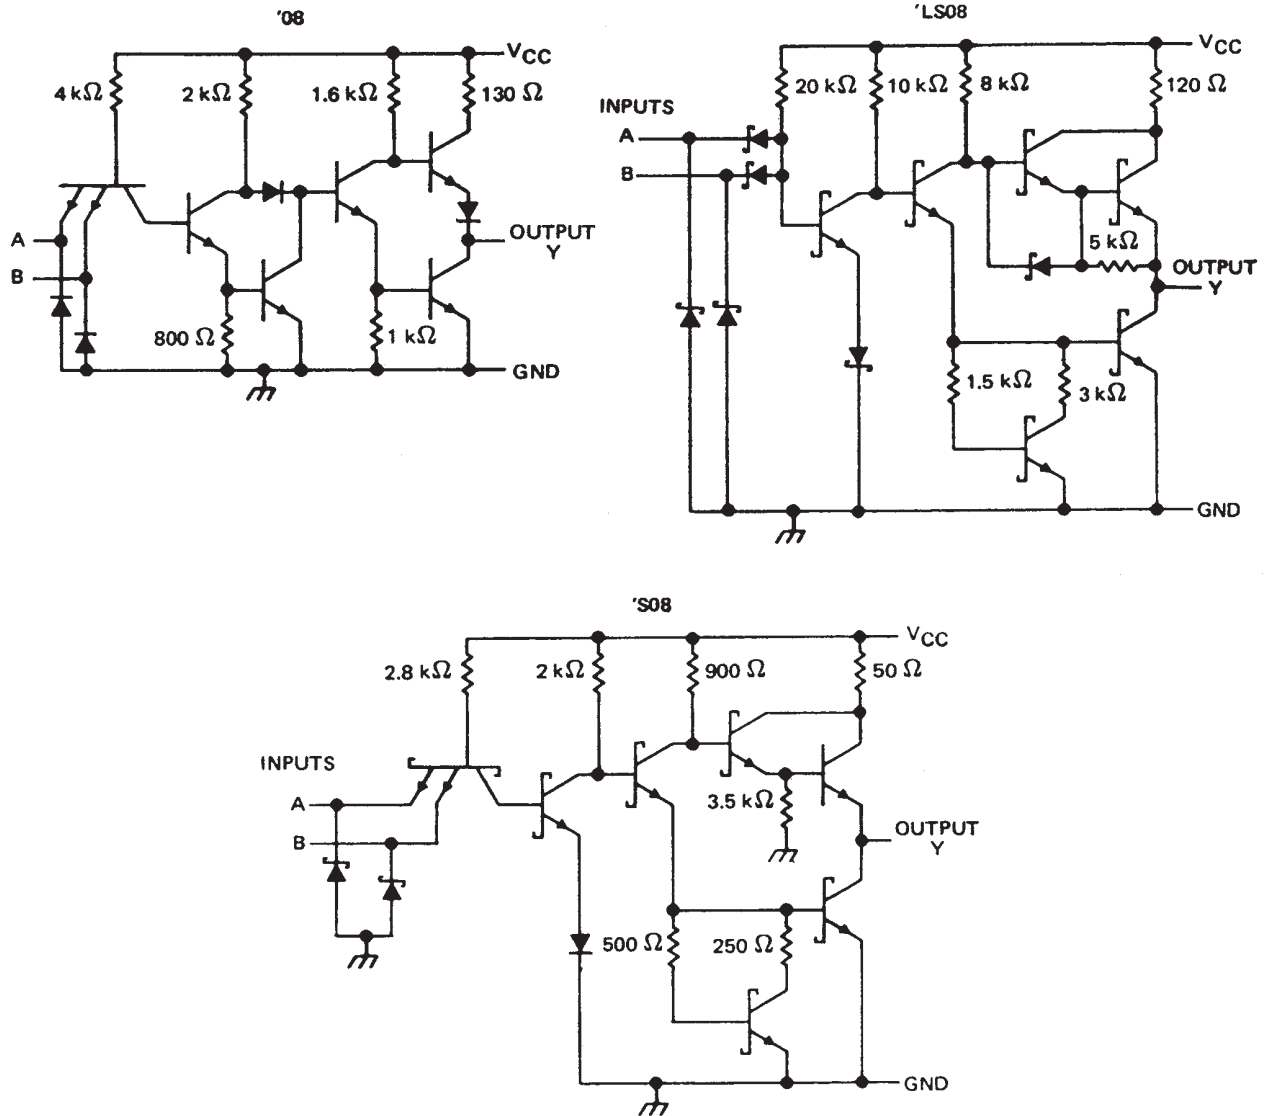 '08
VCC
4 kΩ
2 kΩ
1.6 kΩ
130 Ω
A
B
OUTPUT
Y
800 Ω
1 kΩ
GND
'LS08
VCC
20 kΩ
10 kΩ
8 kΩ
120 Ω
INPUTS
A
B
5 kΩ
OUTPUT
Y
1.5 kΩ
3 kΩ
GND
'S08
VCC
2.8 kΩ
2 kΩ
900 Ω
50 Ω
INPUTS
A
B
3.5 kΩ
OUTPUT
Y
500 Ω
250 Ω
GND